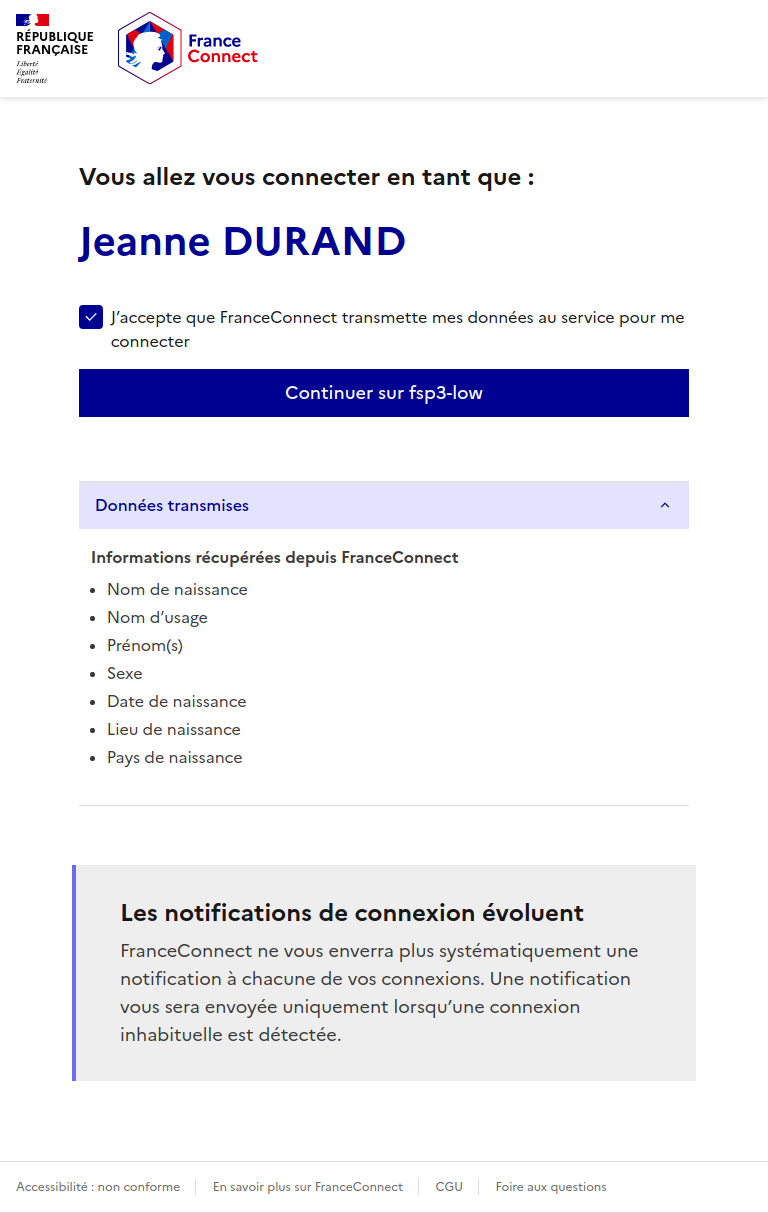 RÉPUBLIQUE
FRANÇAISE
Liberté
Égalité
Fraternité
France
Connect
Vous allez vous connecter en tant que :
Jeanne DURAND
J’accepte que FranceConnect transmette mes données au service pour me
connecter
Continuer sur fsp3-low
Données transmises
Informations récupérées depuis FranceConnect
Nom de naissance
Nom d’usage
Prénom(s)
Sexe
Date de naissance
Lieu de naissance
Pays de naissance
Les notifications de connexion évoluent
FranceConnect ne vous enverra plus systématiquement une
notification à chacune de vos connexions. Une notification
vous sera envoyée uniquement lorsqu’une connexion
inhabituelle est détectée.
Accessibilité : non conforme
En savoir plus sur FranceConnect
CGU
Foire aux questions